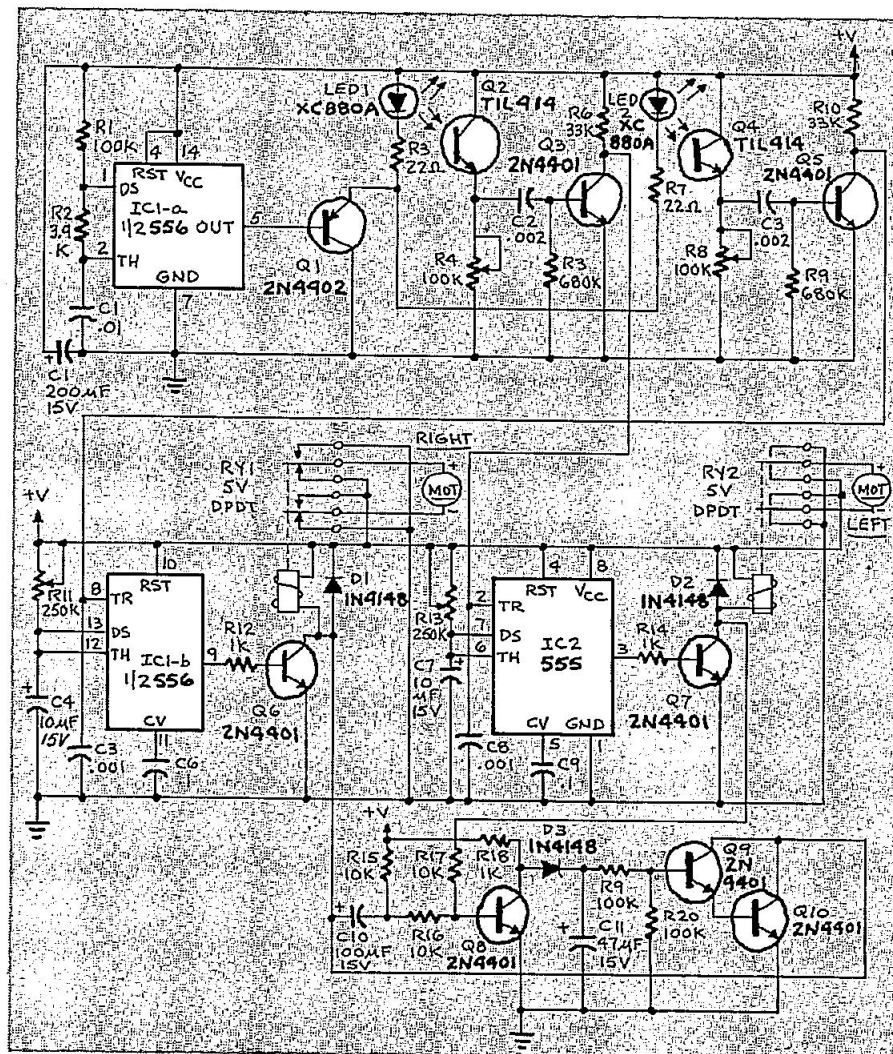 +V
LED1
XC880A
Q2
TIL414
R6
33K
LED
2
XC
880A
Q4
TIL414
R10
33K
R1
100K
4
14
RST
VCC
1
DS
R3
22Ω
Q3
2N4401
R7
22Ω
Q5
2N4401
R2
3.9
K
IC1-a
1/2 556
OUT
5
2
TH
GND
7
C2
.002
C3
.002
Q1
2N4402
R4
100K
R3
680K
R8
100K
R9
680K
C1
.01
+
C1
200µF
15V
RIGHT
RY1
5V
DPDT
+
MOT
-
RY2
5V
DPDT
+
MOT
-
LEFT
+V
10
RST
8
TR
R11
250K
13
DS
12
TH
IC1-b
1/2 556
9
R12
1K
D1
1N4148
R13
250K
4
8
RST
VCC
2
TR
7
DS
6
TH
IC2
555
3
R14
1K
D2
1N4148
+
C4
10µF
15V
CV
11
Q6
2N4401
C7
10
µF
15V
+
CV
GND
5
1
Q7
2N4401
C3
.001
C6
.1
C8
.001
C9
.1
+V
D3
1N4148
R15
10K
R17
10K
R18
1K
Q9
2N
4401
R9
100K
+
C10
100µF
15V
R16
10K
Q8
2N4401
+
C11
47µF
15V
R20
100K
Q10
2N4401